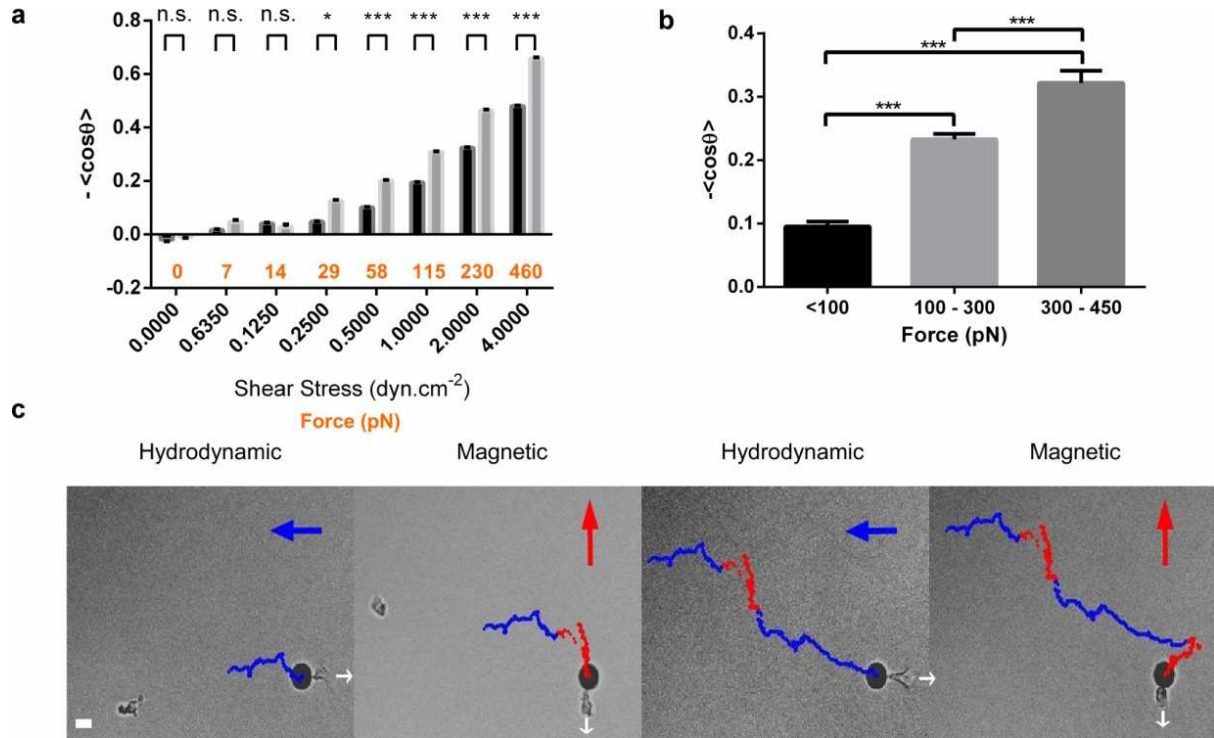 a
n.s. n.s. n.s. * *** *** *** ***
0.8
0.6
0.4
0.2
0.0
-0.2
- <cosθ>
0 7 14 29 58 115 230 460
0.0000 0.6350 0.1250 0.2500 0.5000 1.0000 2.0000 4.0000
Shear Stress (dyn.cm-2)
Force (pN)
b
***
***
***
0.4
0.3
0.2
0.1
0.0
-<cosθ>
<100 100 - 300 300 - 450
Force (pN)
c
Hydrodynamic Magnetic Hydrodynamic Magnetic